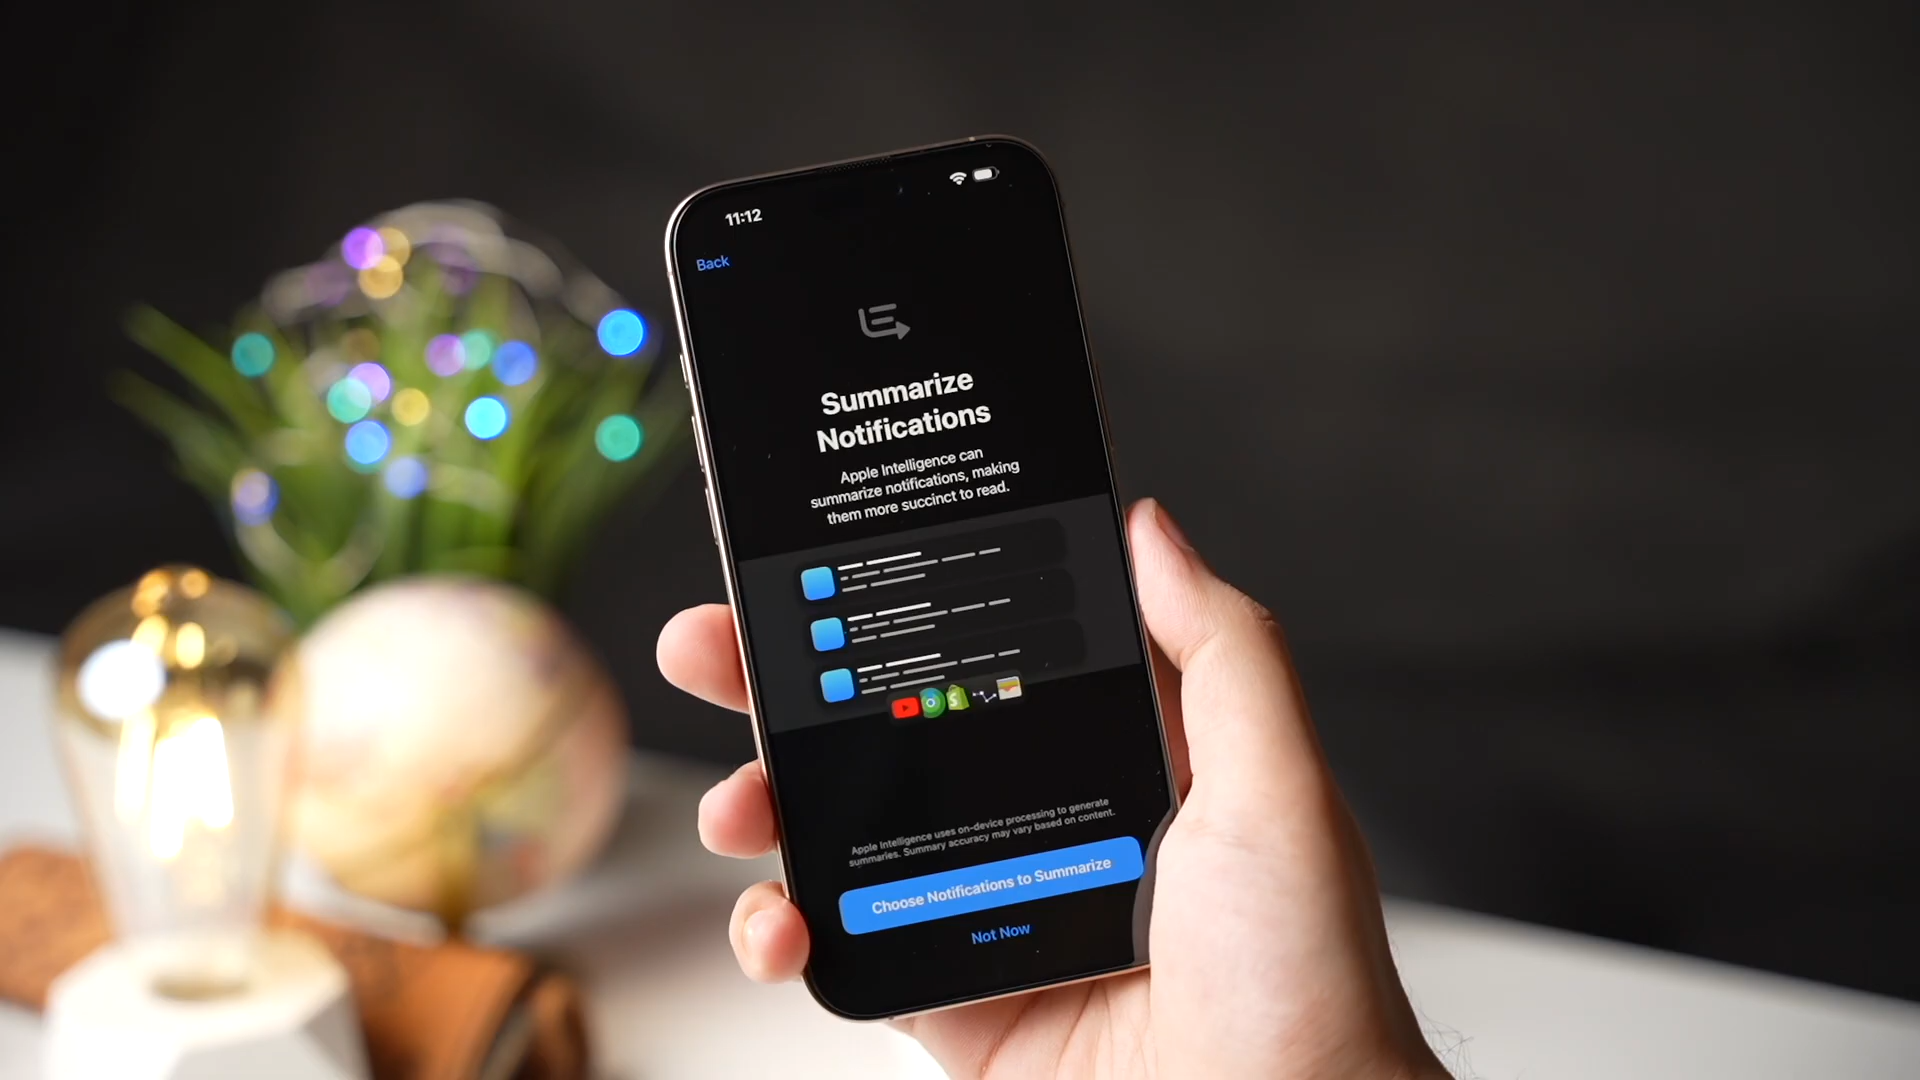 11:12
Back
Summarize
Notifications
Apple Intelligence can
summarize notifications, making
them more succinct to read.
Apple Intelligence uses on-device processing to generate
summaries. Summary accuracy may vary based on content.
Choose Notifications to Summarize
Not Now